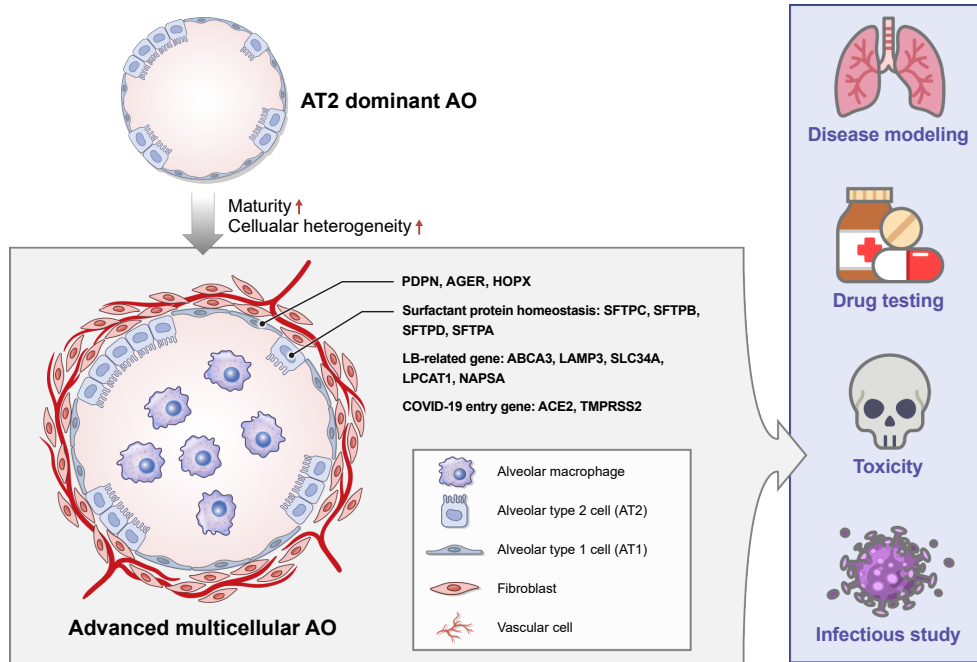 AT2 dominant AO
Maturity ↑
Cellualar heterogeneity ↑
PDPN, AGER, HOPX
Surfactant protein homeostasis: SFTPC, SFTPB,
SFTPD, SFTPA
LB-related gene: ABCA3, LAMP3, SLC34A,
LPCAT1, NAPSA
COVID-19 entry gene: ACE2, TMPRSS2
Alveolar macrophage
Alveolar type 2 cell (AT2)
Alveolar type 1 cell (AT1)
Fibroblast
Vascular cell
Advanced multicellular AO
Disease modeling
Drug testing
Toxicity
Infectious study